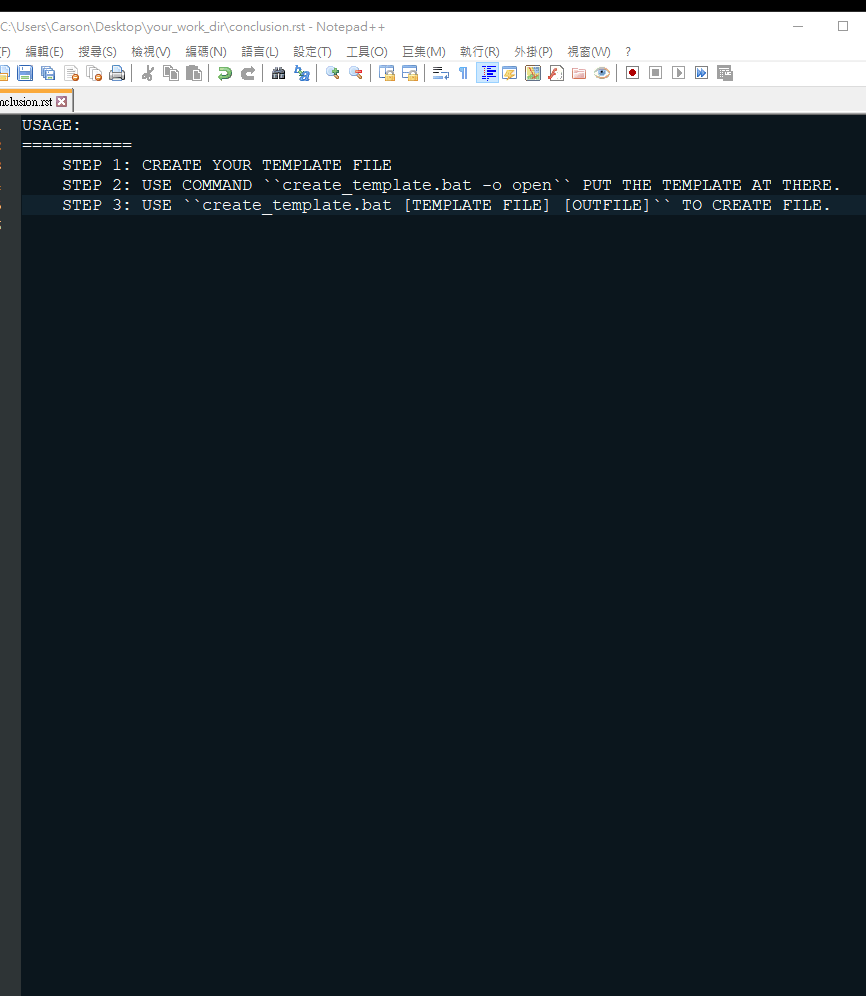 C:\Users\Carson\Desktop\your_work_dir\conclusion.rst - Notepad++
(F) 編輯(E) 搜尋(S) 檢視(V) 編碼(N) 語言(L) 設定(T) 工具(O) 巨集(M) 執行(R) 外掛(P) 視窗(W) ?
nclusion.rst
USAGE:
===========
STEP 1: CREATE YOUR TEMPLATE FILE
STEP 2: USE COMMAND ``create_template.bat -o open`` PUT THE TEMPLATE AT THERE.
STEP 3: USE ``create_template.bat [TEMPLATE FILE] [OUTFILE]`` TO CREATE FILE.